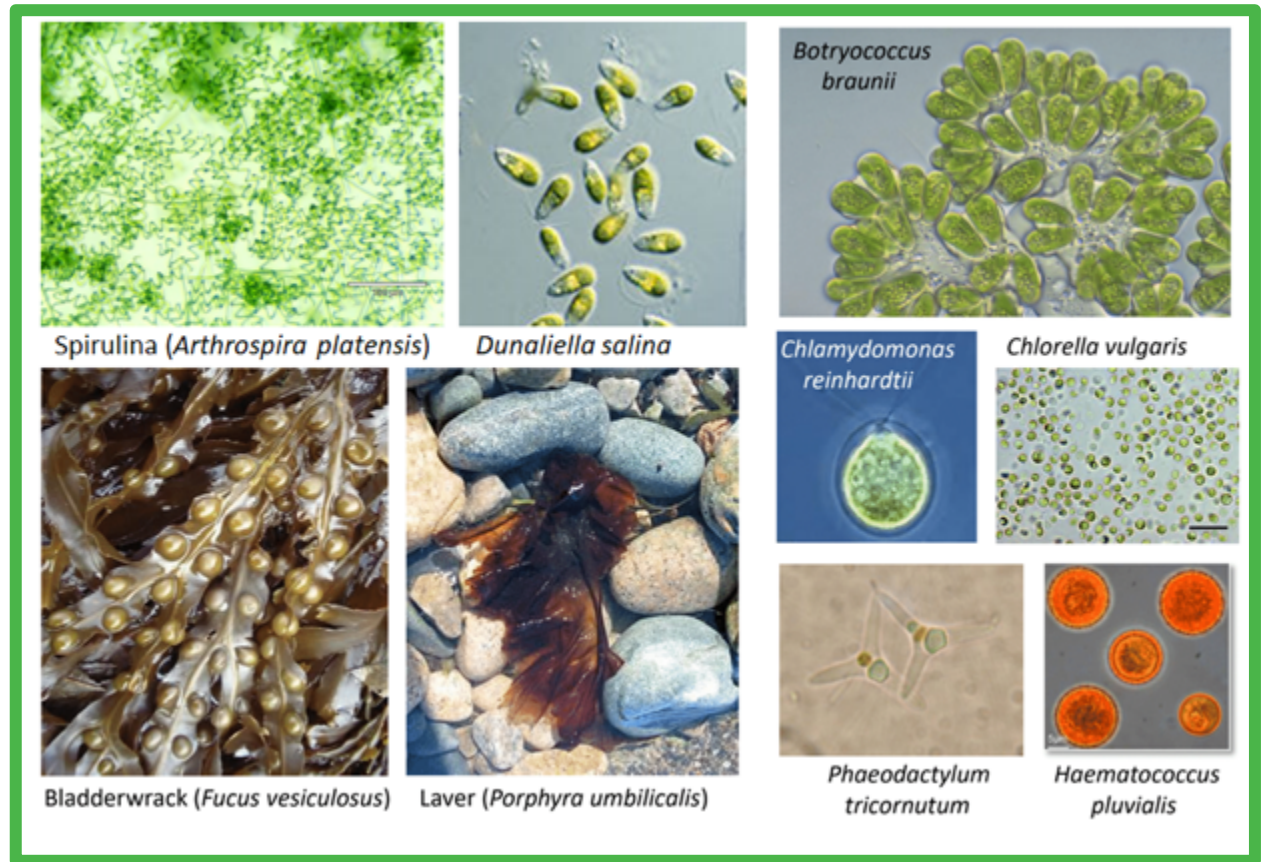 Botryococcus
braunii
Spirulina (Arthrospira platensis)
Dunaliella salina
Chlamydomonas
reinhardtii
Chlorella vulgaris
Bladderwrack (Fucus vesiculosus)
Laver (Porphyra umbilicalis)
Phaeodactylum
tricornutum
Haematococcus
pluvialis